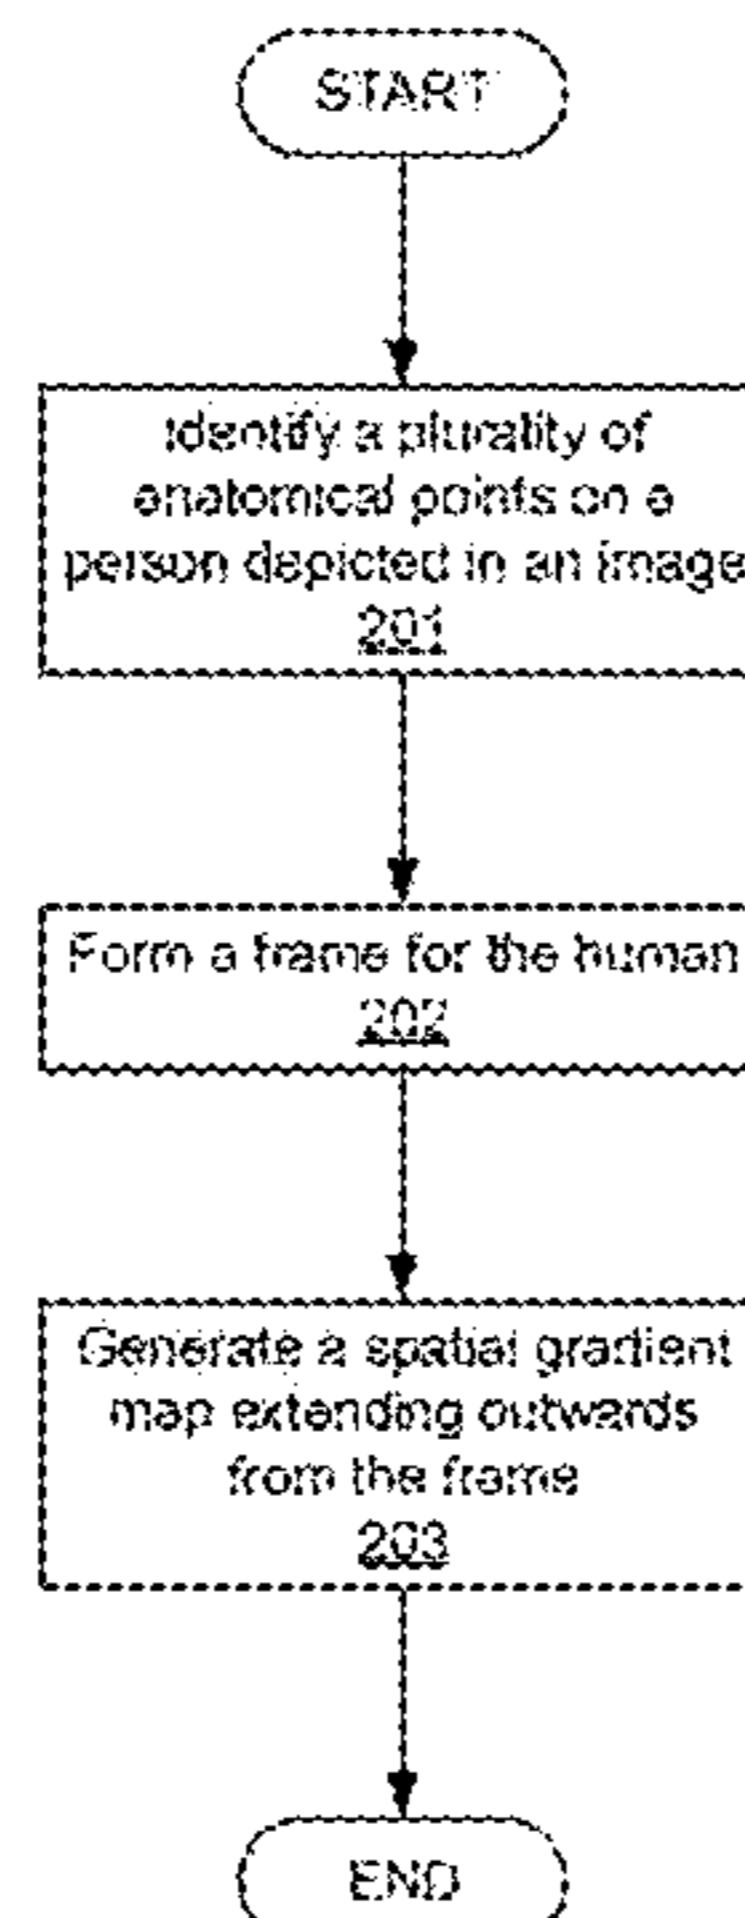 START
Identify a plurality of
anatomical points on a
person depicted in an image
201
Form a frame for the human
202
Generate a spatial gradient
map extending outwards
from the frame
203
END